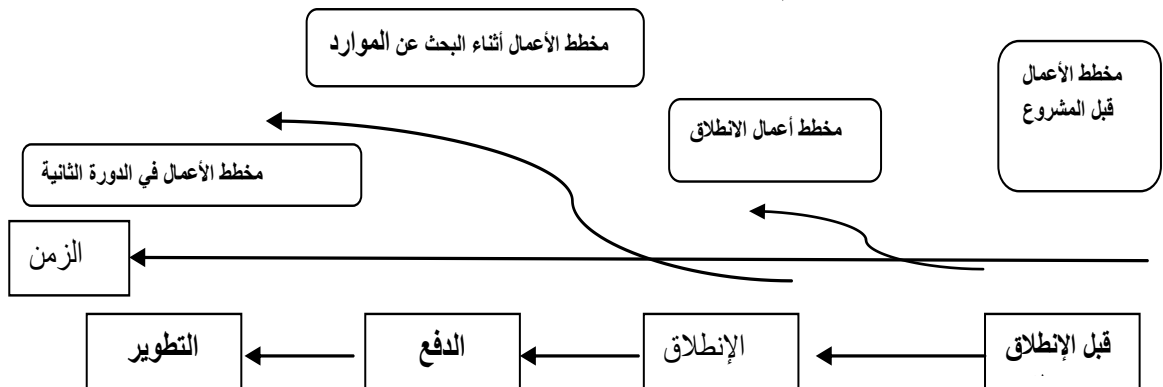 مخطط الأعمال أثناء البحث عن الموارد
مخطط الأعمال
قبل المشروع
مخطط أعمال الانطلاق
مخطط الأعمال في الدورة الثانية
الزمن
قبل الإنطلاق
الإنطلاق
الدفع
التطوير